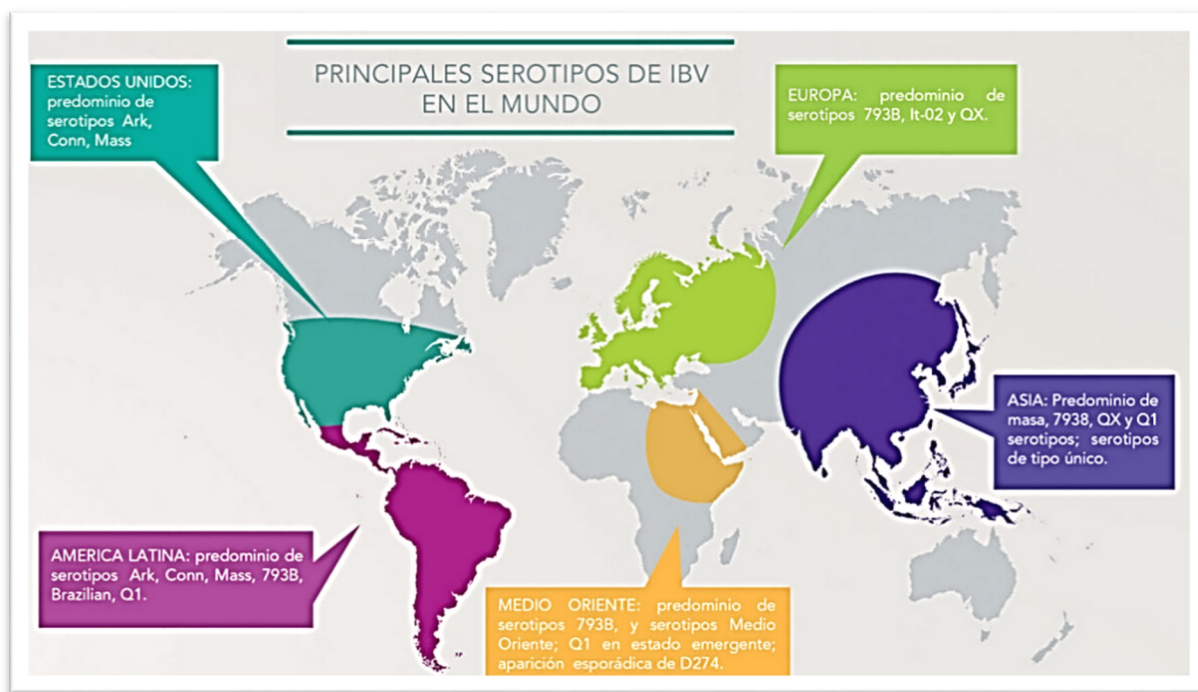 PRINCIPALES SEROTIPOS DE IBV
EN EL MUNDO
ESTADOS UNIDOS:
predominio de
serotipos Ark,
Conn, Mass
EUROPA: predominio de
serotipos 793B, It-02 y QX.
ASIA: Predominio de
masa, 793B, QX y Q1
serotipos; serotipos
de tipo único.
AMERICA LATINA: predominio de
serotipos Ark, Conn, Mass, 793B,
Brazilian, Q1.
MEDIO ORIENTE: predominio de
serotipos 793B, y serotipos Medio
Oriente; Q1 en estado emergente;
aparición esporádica de D274.